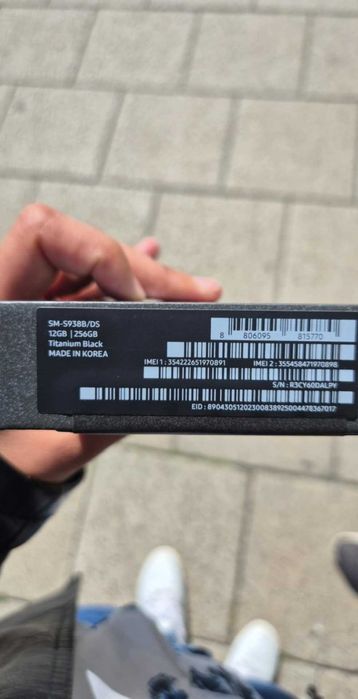 SM-S938B/DS
12GB | 256GB
Titanium Black
MADE IN KOREA
8 806095 815770
IMEI 1 : 354222651970891 IMEI 2 : 355458471970898
S/N : R3CY60DALPY
EID : 89043051202300838925004478367017